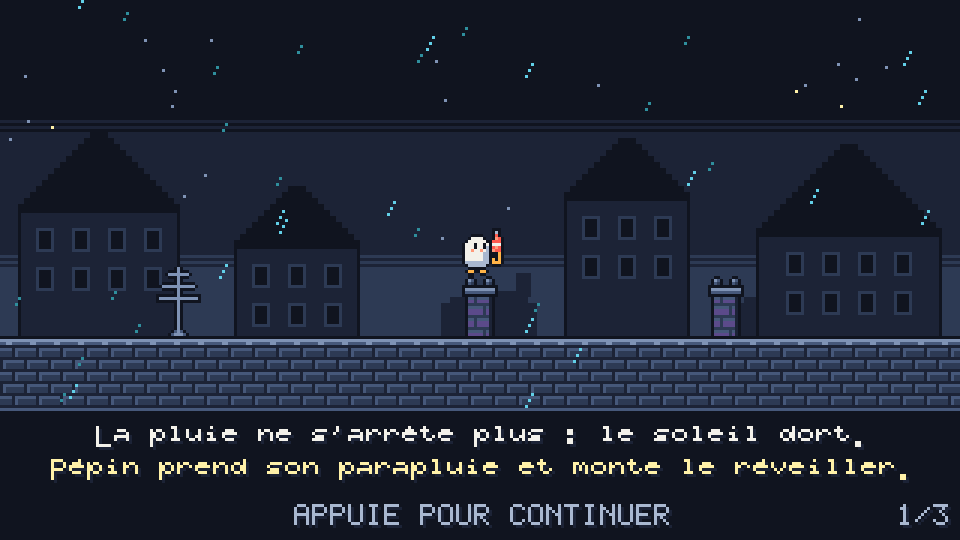 La pluie ne s'arrête plus : le soleil dort.
Pépin prend son parapluie et monte le réveiller.
APPUIE POUR CONTINUER
1/3